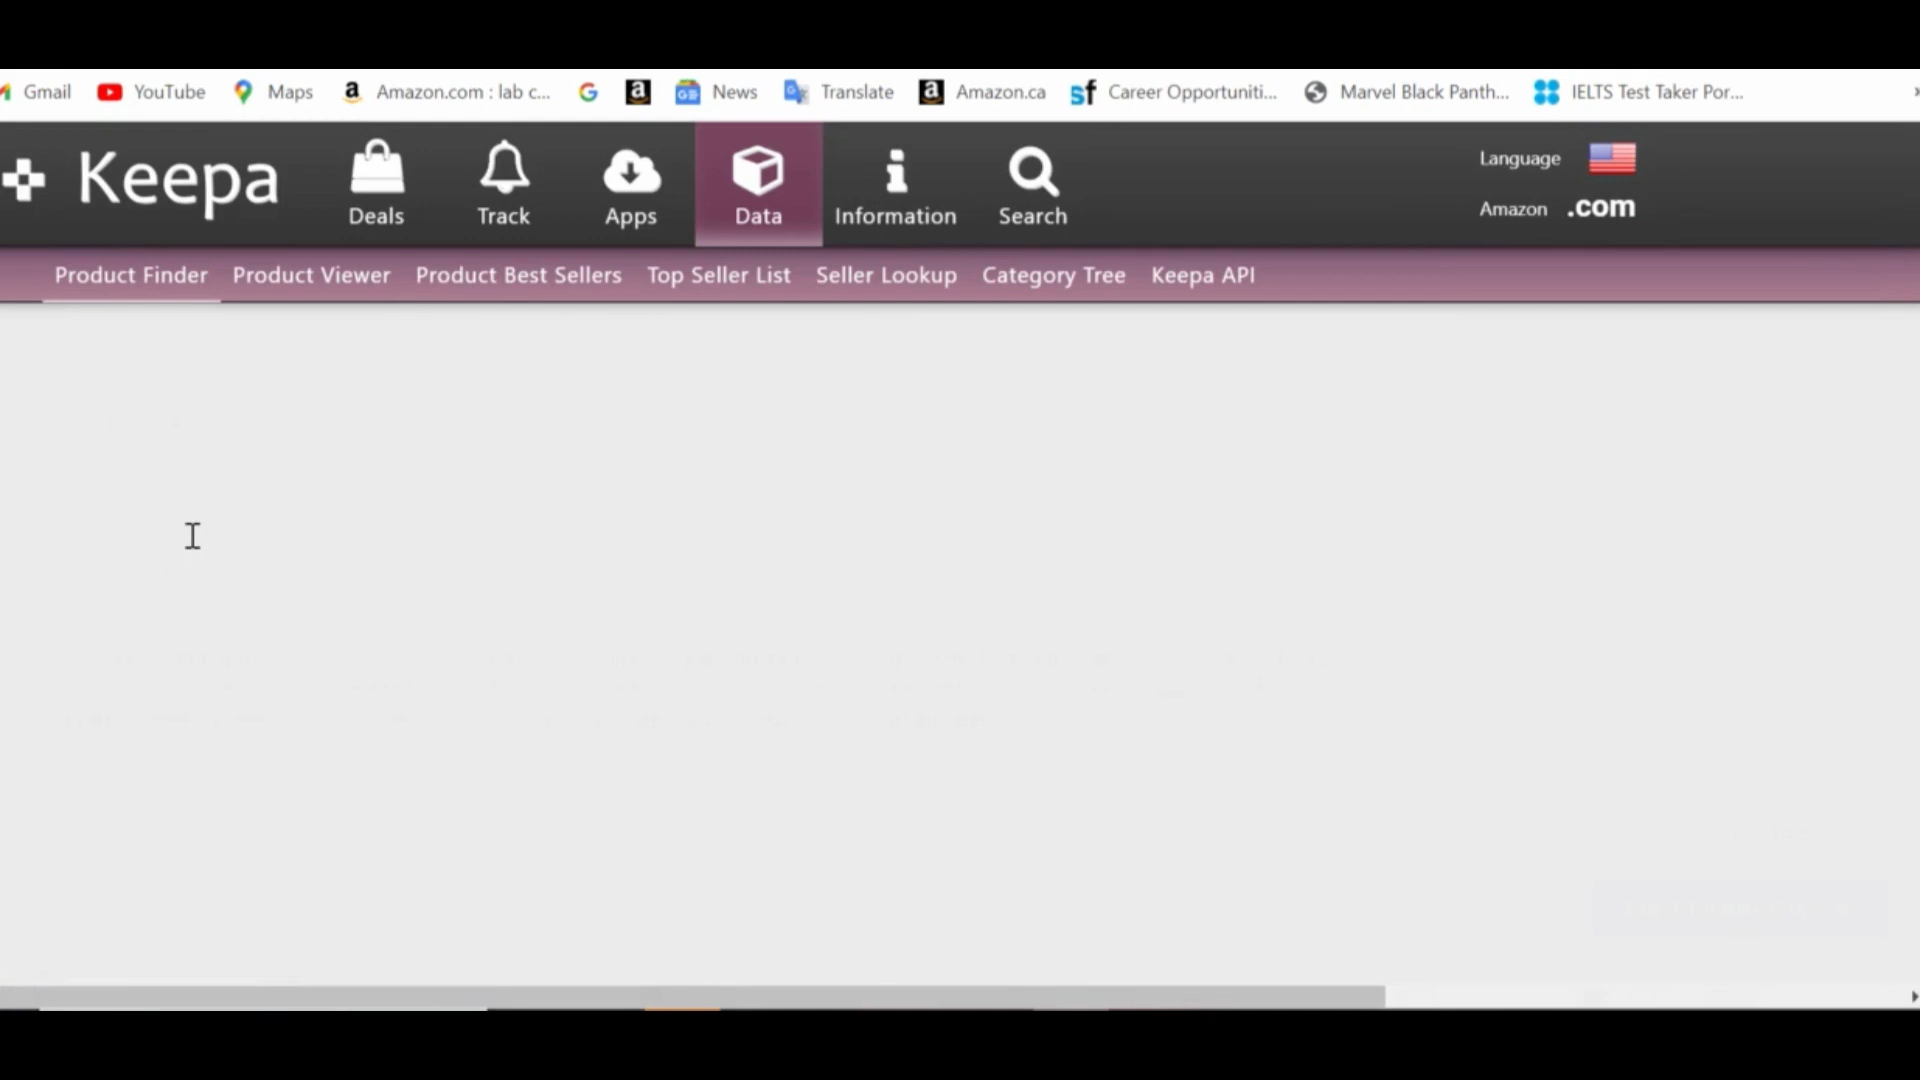 Gmail YouTube Maps Amazon.com : lab c... News Translate Amazon.ca Career Opportuniti... Marvel Black Panth... IELTS Test Taker Por...
Keepa Deals Track Apps Data Information Search
Language
Amazon .com
Product Finder Product Viewer Product Best Sellers Top Seller List Seller Lookup Category Tree Keepa API